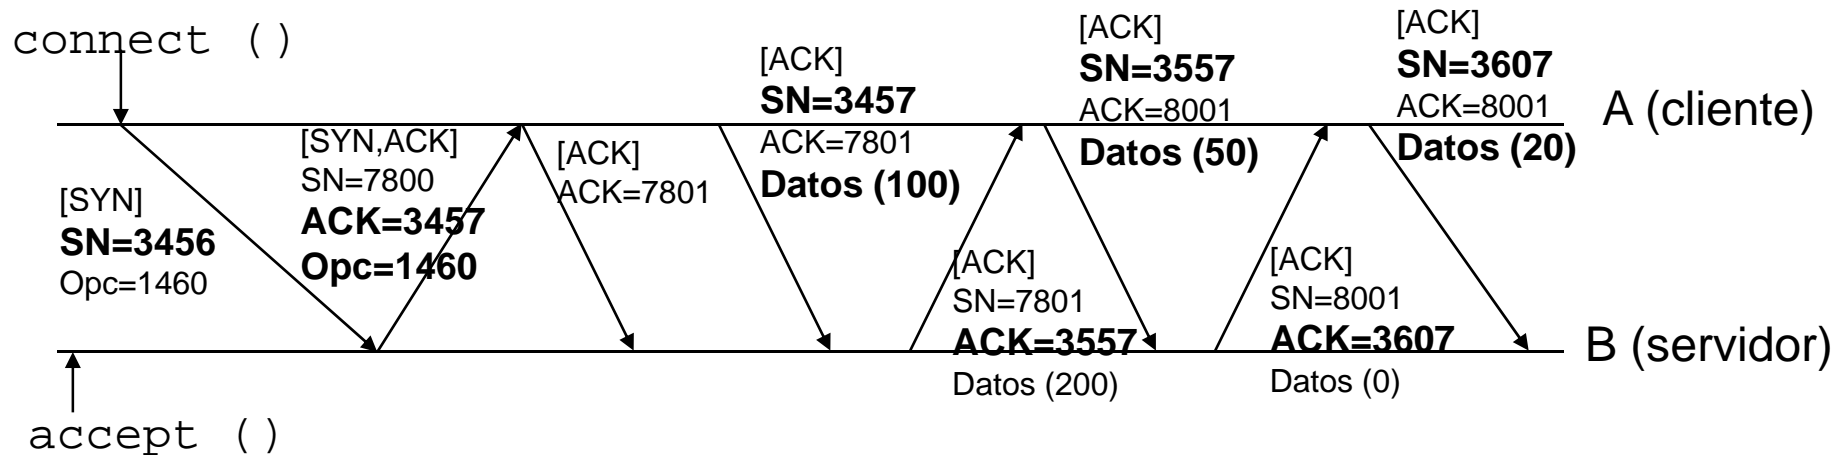 connect ()
[SYN]
SN=3456
Opc=1460
[SYN,ACK]
SN=7800
ACK=3457
Opc=1460
[ACK]
ACK=7801
[ACK]
SN=3457
ACK=7801
Datos (100)
[ACK]
SN=7801
ACK=3557
Datos (200)
[ACK]
SN=3557
ACK=8001
Datos (50)
[ACK]
SN=8001
ACK=3607
Datos (0)
[ACK]
SN=3607
ACK=8001
Datos (20)
A (cliente)
B (servidor)
accept ()